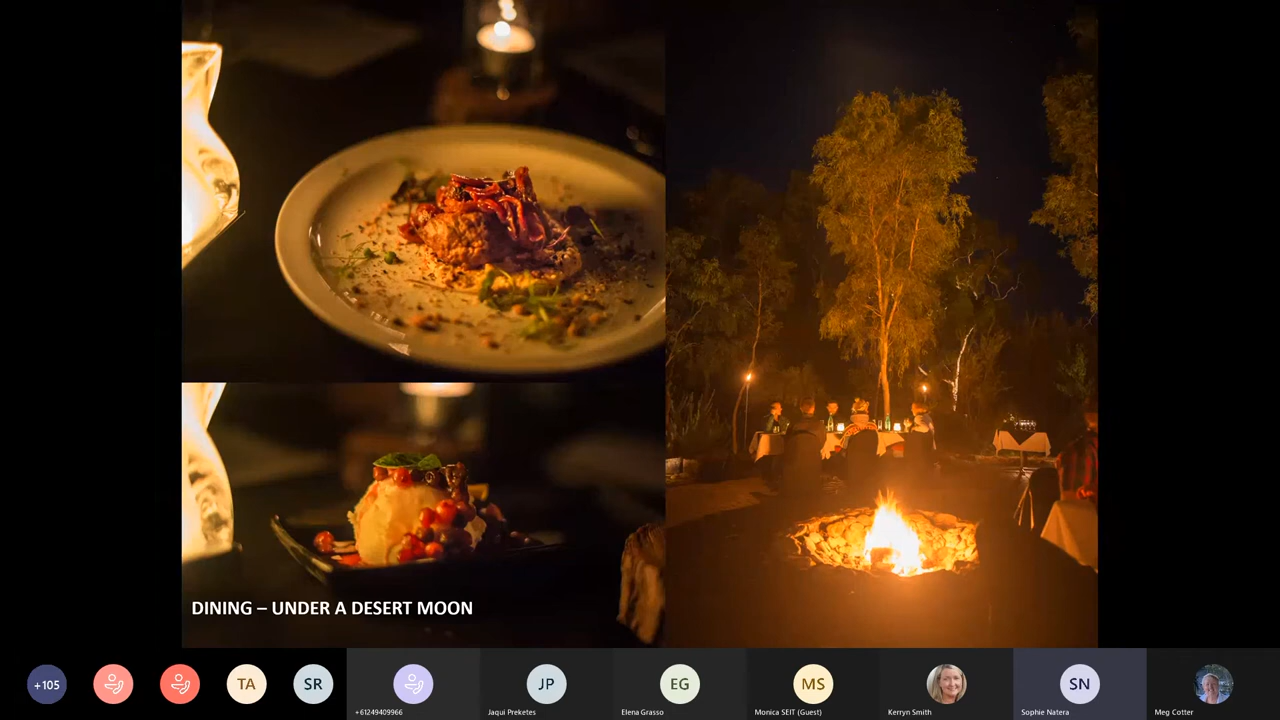 DINING – UNDER A DESERT MOON
+105
TA
SR
JP
EG
MS
SN
+61249409966
Jaqui Preketes
Elena Grasso
Monica SEIT (Guest)
Kerryn Smith
Sophie Natera
Meg Cotter